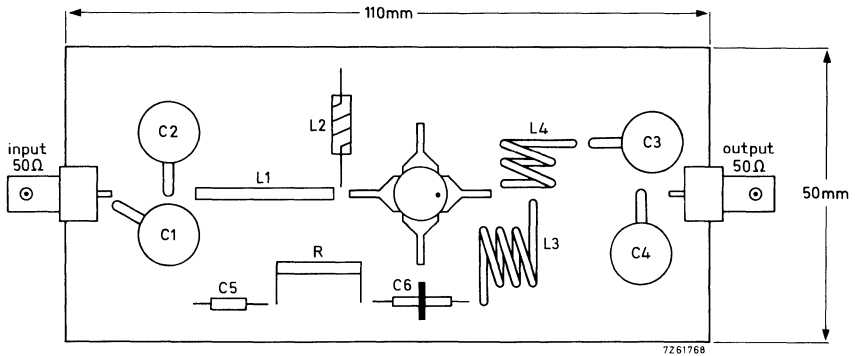 110mm
C2
L2
L4
C3
input
50Ω
output
50Ω
L1
50mm
C1
R
L3
C4
C5
C6
7Z61768